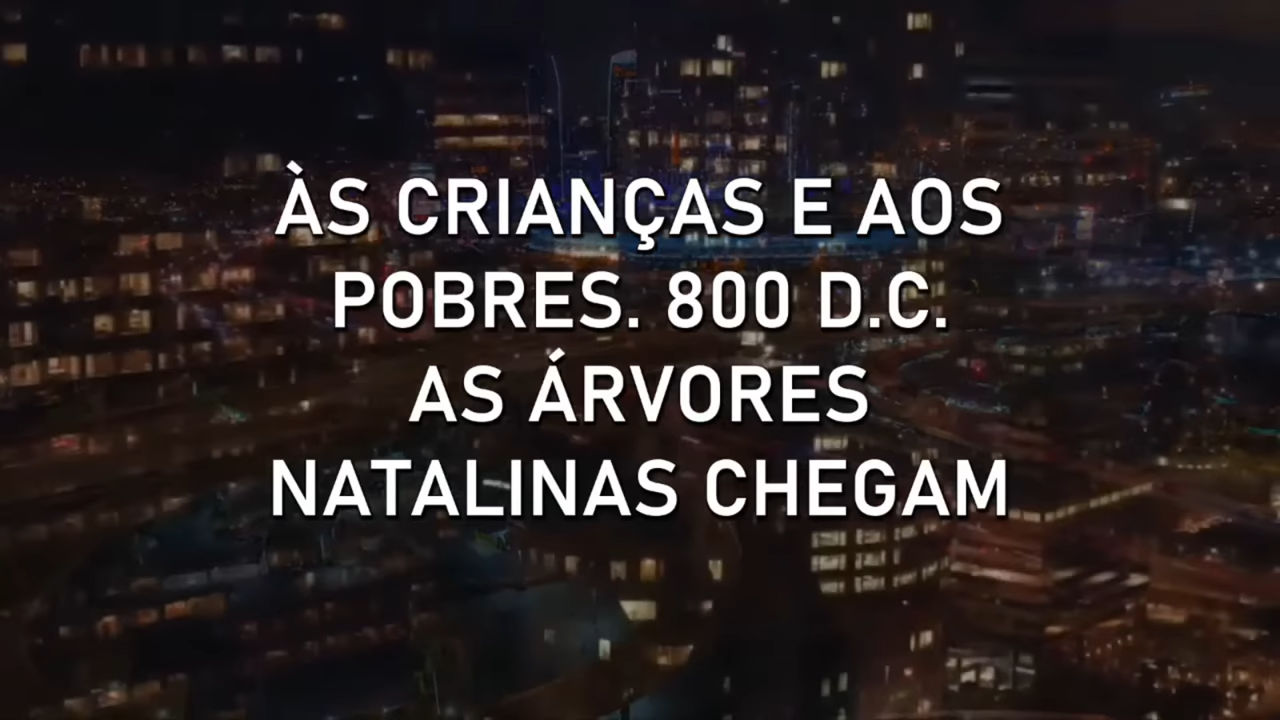 ÀS CRIANÇAS E AOS
POBRES. 800 D.C.
AS ÁRVORES
NATALINAS CHEGAM